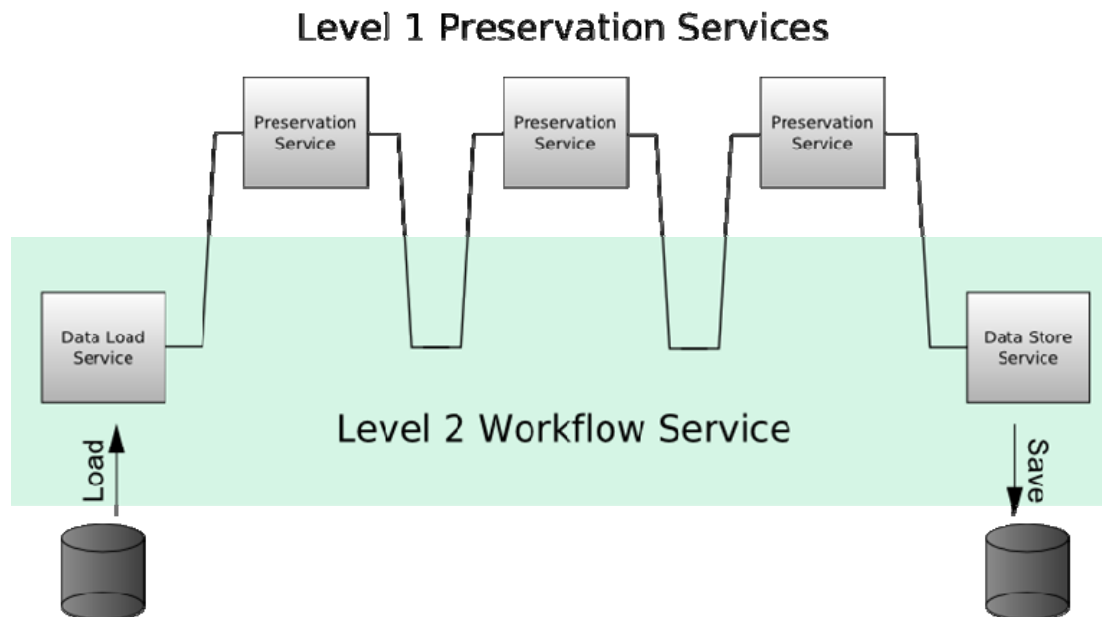 Level 1 Preservation Services
Preservation
Service
Preservation
Service
Preservation
Service
Data Load
Service
Data Store
Service
Level 2 Workflow Service
Load
Save